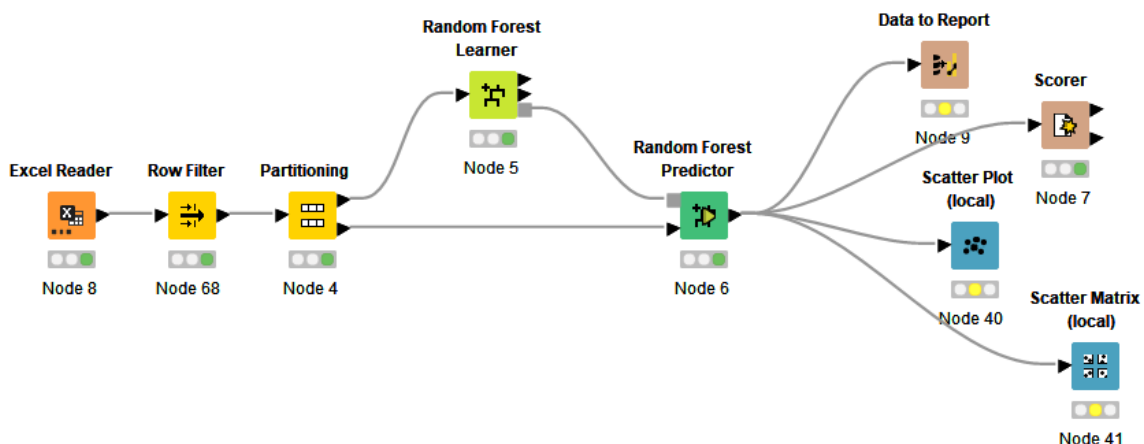 Data to Report
Random Forest
Learner
Scorer
Node 9
Node 5
Random Forest
Predictor
Excel Reader
Row Filter
Partitioning
Scatter Plot
(local)
Node 7
Node 8
Node 68
Node 4
Node 6
Node 40
Scatter Matrix
(local)
Node 41